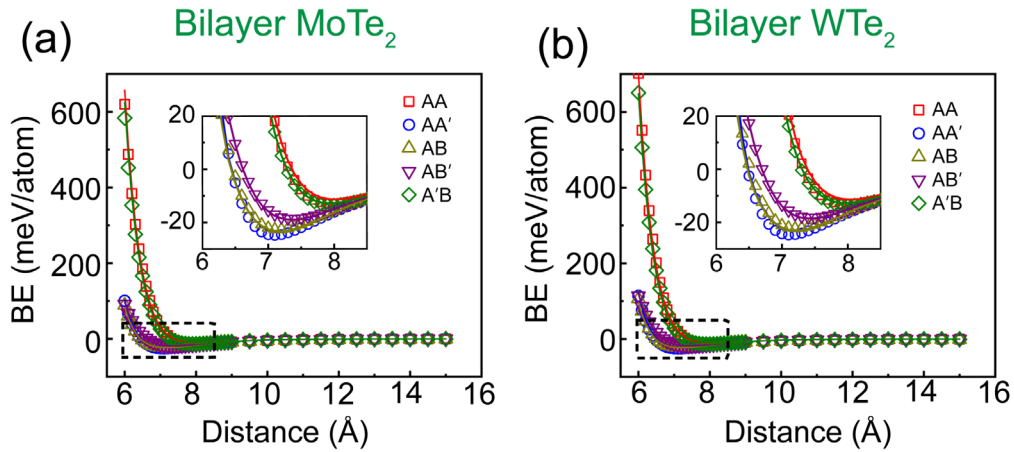 Bilayer MoTe2
(a)
BE (meV/atom)
600
400
200
0
20
0
-20
6 7 8
AA
AA'
AB
AB'
A'B
6 8 10 12 14 16
Distance (Å)
Bilayer WTe2
(b)
BE (meV/atom)
600
400
200
0
20
0
-20
6 7 8
AA
AA'
AB
AB'
A'B
6 8 10 12 14 16
Distance (Å)